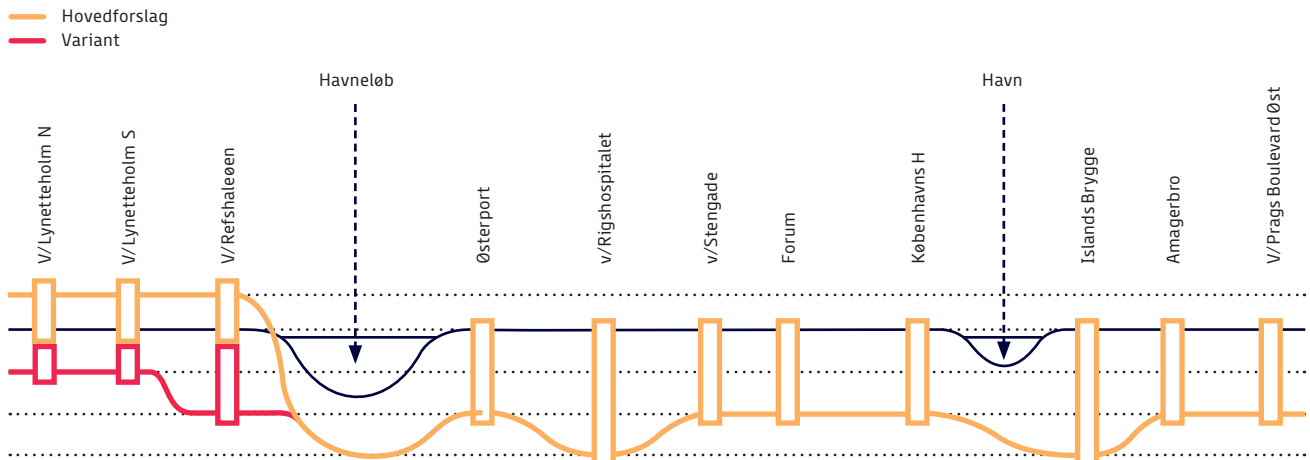 Hovedforslag
Variant
Havneløb
Havn
V/Lynetteholm N
V/Lynetteholm S
V/Refshaleøen
Østerport
v/Rigshospitalet
v/Stengade
Forum
Københavns H
Islands Brygge
Amagerbro
V/Prags Boulevard Øst